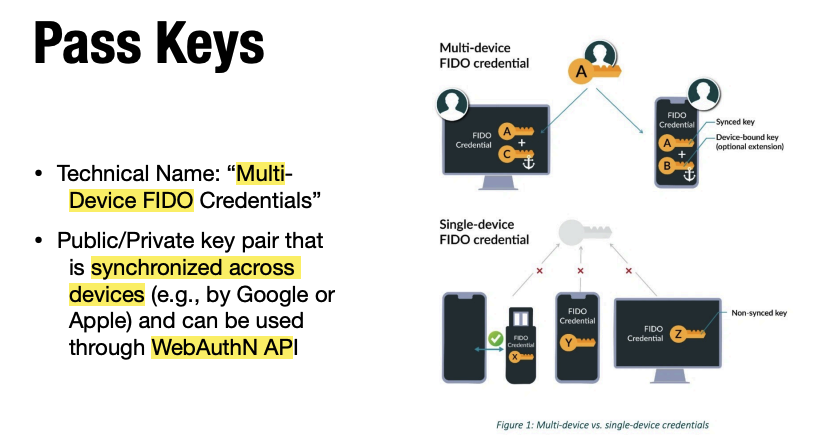 Pass Keys
• Technical Name: “Multi-
Device FIDO Credentials”
• Public/Private key pair that
is synchronized across
devices (e.g., by Google or
Apple) and can be used
through WebAuthN API
Multi-device
FIDO credential
A
FIDO
Credential
A
+
C
FIDO
Credential
A
+
B
Synced key
Device-bound key
(optional extension)
Single-device
FIDO credential
FIDO
Credential
X
FIDO
Credential
Y
FIDO
Credential
Z
Non-synced key
Figure 1: Multi-device vs. single-device credentials